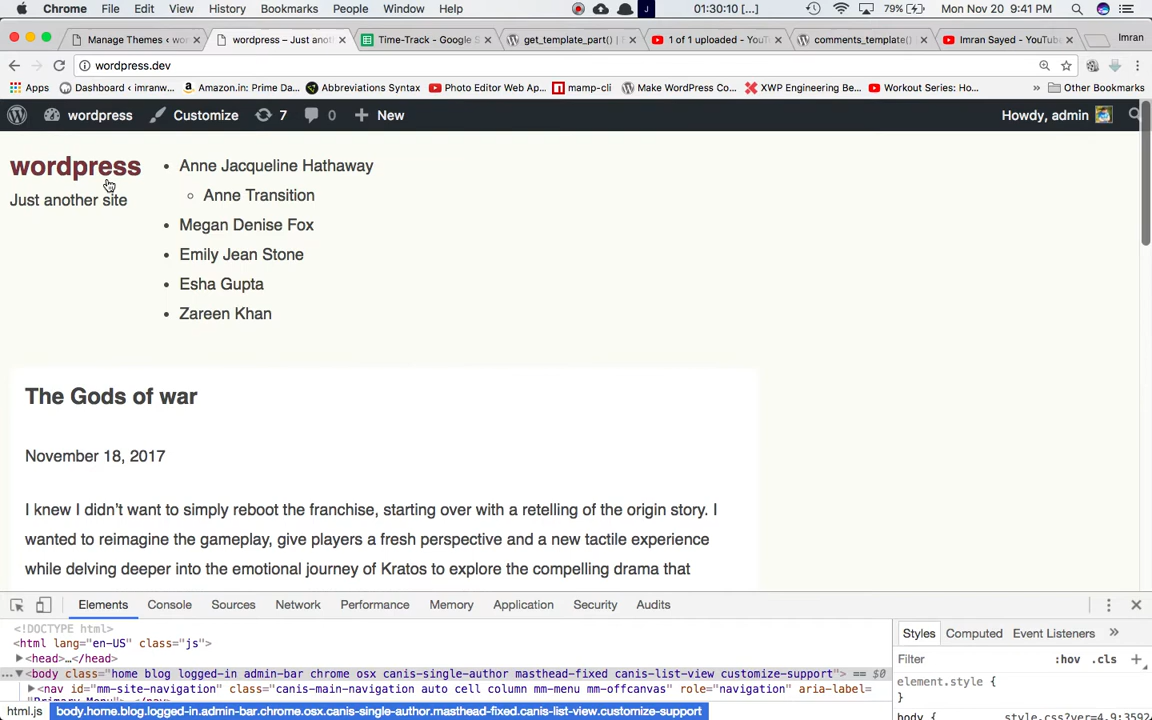 Chrome File Edit View History Bookmarks People Window Help J 01:30:10 [...] 79% Mon Nov 20 9:41 PM
Manage Themes ‹ wor × wordpress – Just anoth × Time-Track - Google S × get_template_part() | × 1 of 1 uploaded - YouT × comments_template() × Imran Sayed - YouTube × Imran
wordpress.dev
Apps Dashboard ‹ imranw... Amazon.in: Prime Da... Abbreviations Syntax Photo Editor Web Ap... mamp-cli Make WordPress Co... XWP Engineering Be... Workout Series: Ho... » Other Bookmarks
wordpress Customize 7 0 New Howdy, admin
wordpress
Just another site
Anne Jacqueline Hathaway
Anne Transition
Megan Denise Fox
Emily Jean Stone
Esha Gupta
Zareen Khan
The Gods of war
November 18, 2017
I knew I didn’t want to simply reboot the franchise, starting over with a retelling of the origin story. I
wanted to reimagine the gameplay, give players a fresh perspective and a new tactile experience
while delving deeper into the emotional journey of Kratos to explore the compelling drama that
Elements Console Sources Network Performance Memory Application Security Audits
<!DOCTYPE html>
<html lang="en-US" class="js">
<head>…</head>
<body class="home blog logged-in admin-bar chrome osx canis-single-author masthead-fixed canis-list-view customize-support"> == $0
<nav id="mm-site-navigation" class="canis-main-navigation auto cell column mm-menu mm-offcanvas" role="navigation" aria-label=
html.js body.home.blog.logged-in.admin-bar.chrome.osx.canis-single-author.masthead-fixed.canis-list-view.customize-support
Styles Computed Event Listeners »
Filter :hov .cls +
element.style {
}
body { style.css?ver=4.9:3592